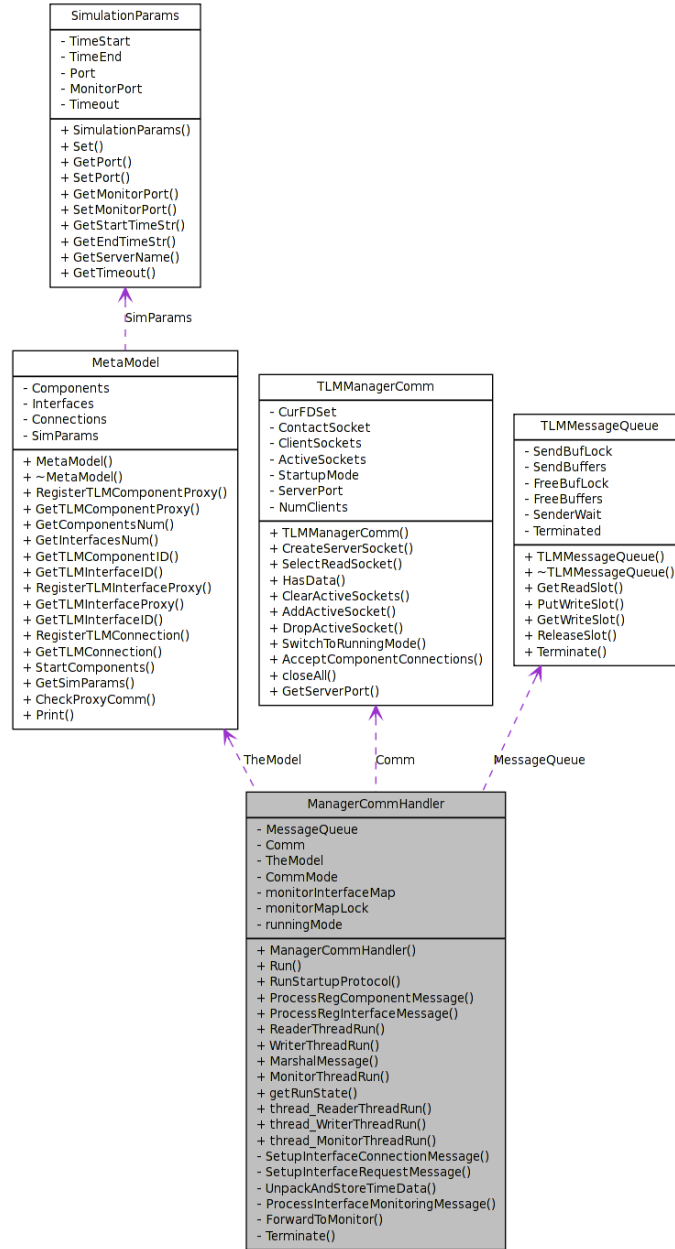 SimulationParams
- TimeStart
- TimeEnd
- Port
- MonitorPort
- Timeout
+ SimulationParams()
+ Set()
+ GetPort()
+ SetPort()
+ GetMonitorPort()
+ SetMonitorPort()
+ GetStartTimeStr()
+ GetEndTimeStr()
+ GetServerName()
+ GetTimeout()
SimParams
MetaModel
- Components
- Interfaces
- Connections
- SimParams
+ MetaModel()
+ ~MetaModel()
+ RegisterTLMComponentProxy()
+ GetTLMComponentProxy()
+ GetComponentsNum()
+ GetInterfacesNum()
+ GetTLMComponentID()
+ GetTLMInterfaceID()
+ RegisterTLMInterfaceProxy()
+ GetTLMInterfaceProxy()
+ GetTLMInterfaceID()
+ RegisterTLMConnection()
+ GetTLMConnection()
+ StartComponents()
+ GetSimParams()
+ CheckProxyComm()
+ Print()
TLMManagerComm
- CurFDSet
- ContactSocket
- ClientSockets
- ActiveSockets
- StartupMode
- ServerPort
- NumClients
+ TLMManagerComm()
+ CreateServerSocket()
+ SelectReadSocket()
+ HasData()
+ ClearActiveSockets()
+ AddActiveSocket()
+ DropActiveSocket()
+ SwitchToRunningMode()
+ AcceptComponentConnections()
+ closeAll()
+ GetServerPort()
TLMMessageQueue
- SendBufLock
- SendBuffers
- FreeBufLock
- FreeBuffers
- SenderWait
- Terminated
+ TLMMessageQueue()
+ ~TLMMessageQueue()
+ GetReadSlot()
+ PutWriteSlot()
+ GetWriteSlot()
+ ReleaseSlot()
+ Terminate()
TheModel
Comm
MessageQueue
ManagerCommHandler
- MessageQueue
- Comm
- TheModel
- CommMode
- monitorInterfaceMap
- monitorMapLock
- runningMode
+ ManagerCommHandler()
+ Run()
+ RunStartupProtocol()
+ ProcessRegComponentMessage()
+ ProcessRegInterfaceMessage()
+ ReaderThreadRun()
+ WriterThreadRun()
+ MarshalMessage()
+ MonitorThreadRun()
+ getRunState()
+ thread_ReaderThreadRun()
+ thread_WriterThreadRun()
+ thread_MonitorThreadRun()
- SetupInterfaceConnectionMessage()
- SetupInterfaceRequestMessage()
- UnpackAndStoreTimeData()
- ProcessInterfaceMonitoringMessage()
- ForwardToMonitor()
- Terminate()